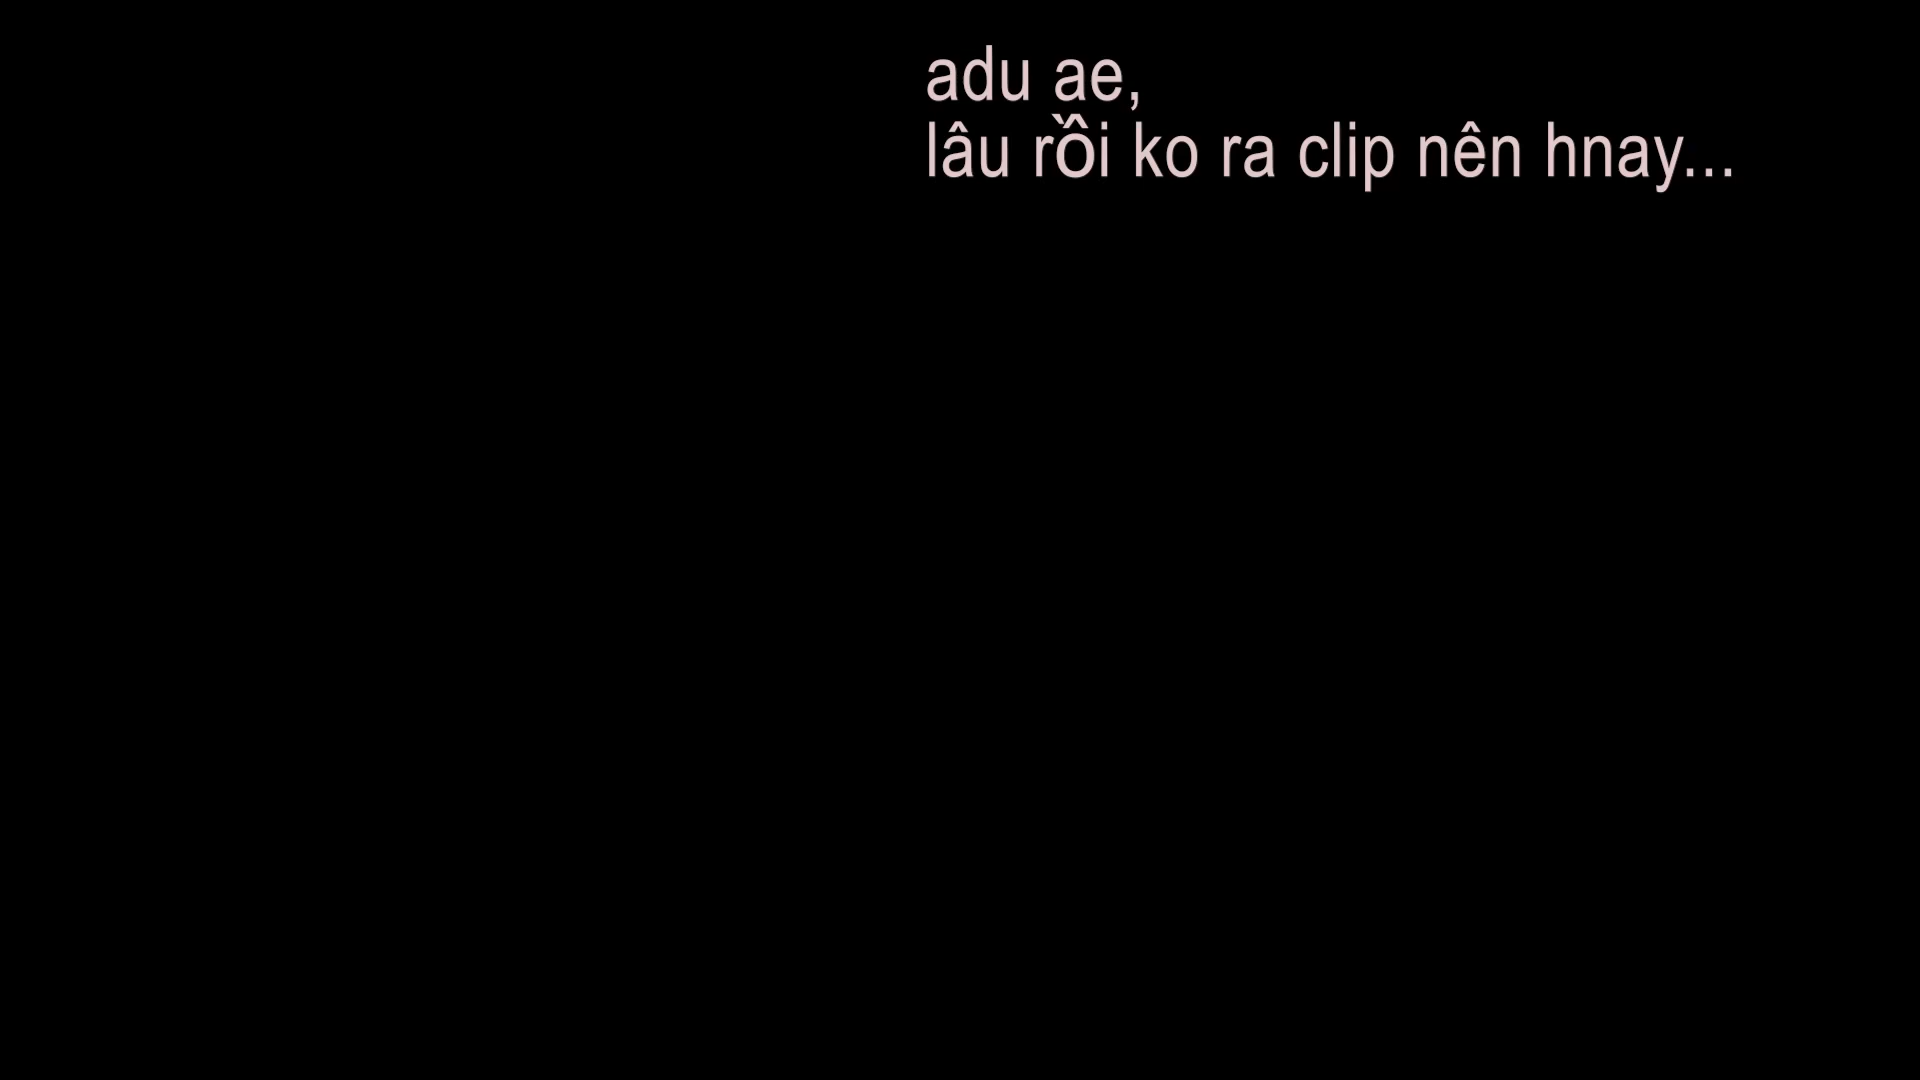 adu ae,
lâu rồi ko ra clip nên hnay...